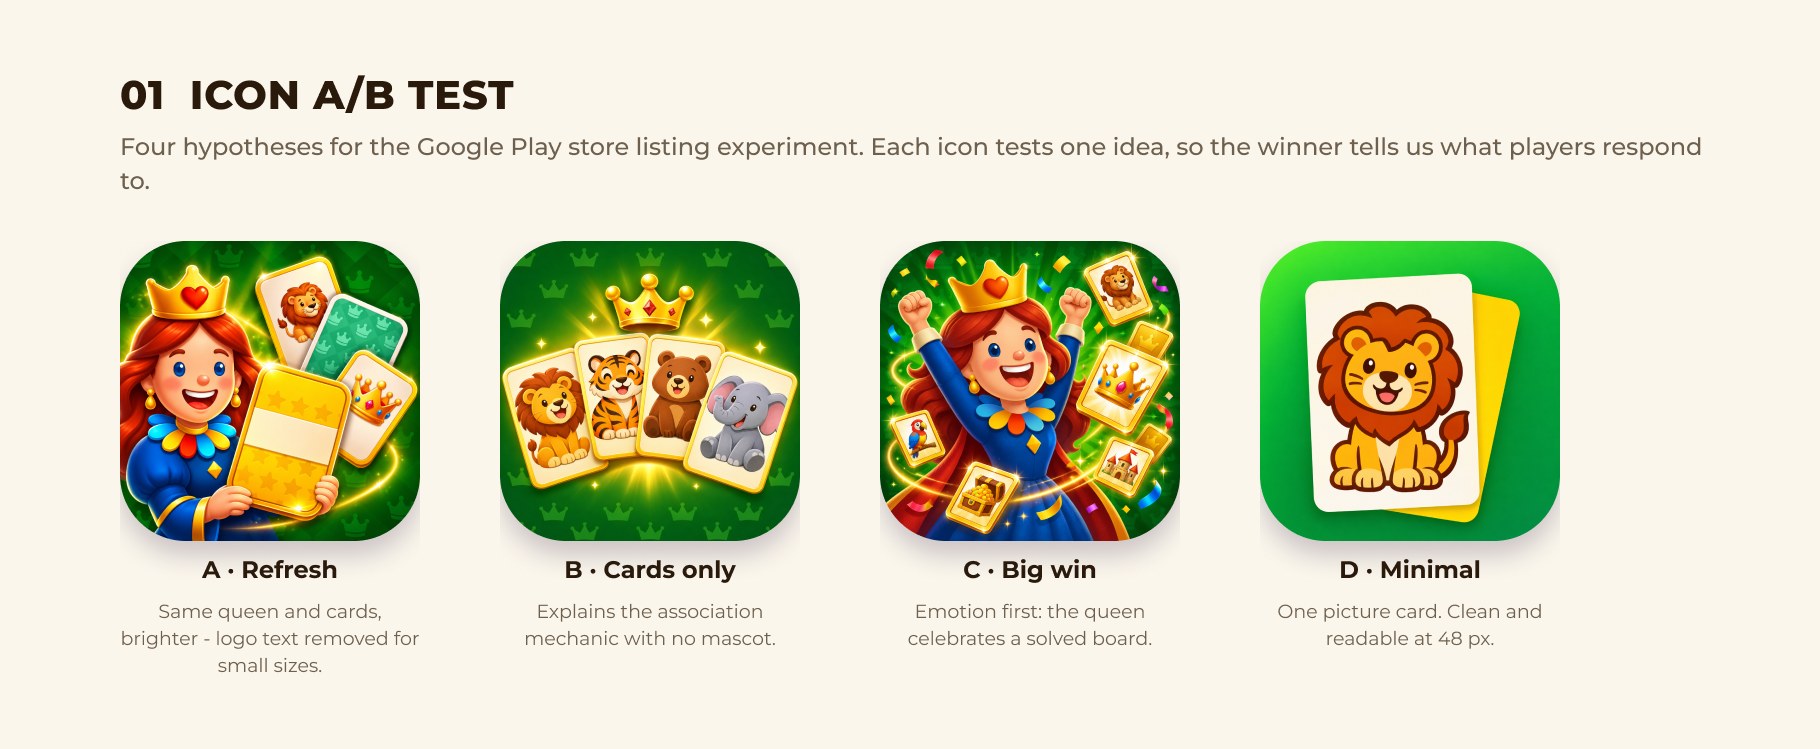 01 ICON A/B TEST
Four hypotheses for the Google Play store listing experiment. Each icon tests one idea, so the winner tells us what players respond
to.
A · Refresh
Same queen and cards,
brighter - logo text removed for
small sizes.
B · Cards only
Explains the association
mechanic with no mascot.
C · Big win
Emotion first: the queen
celebrates a solved board.
D · Minimal
One picture card. Clean and
readable at 48 px.